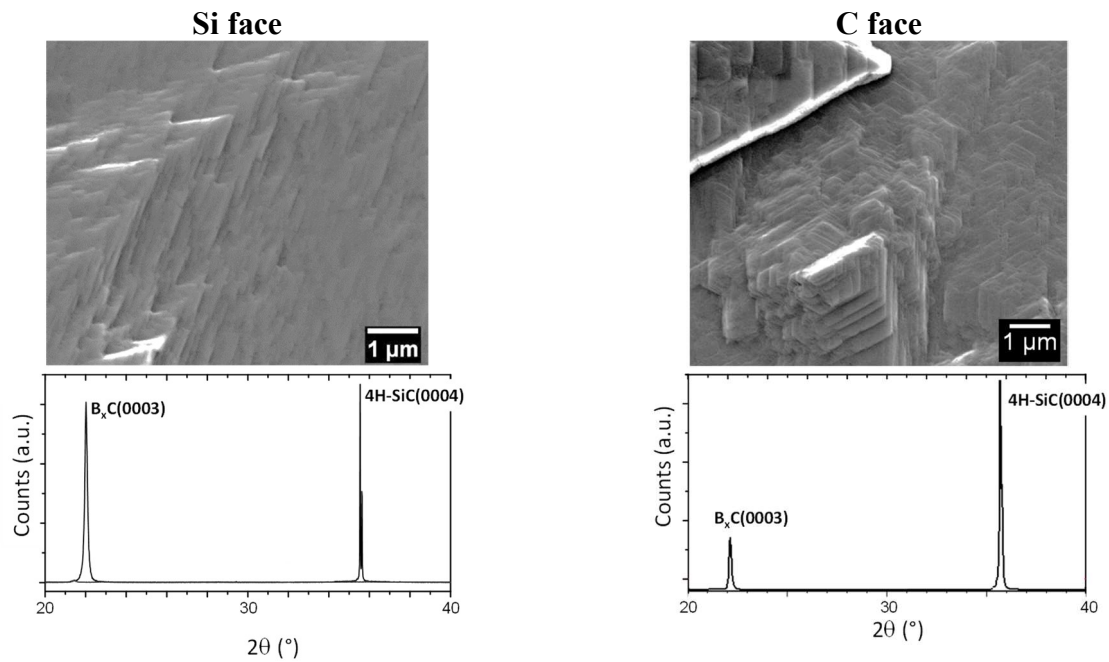 Si face
C face
1 µm
1 µm
Counts (a.u.)
BₓC(0003)
4H-SiC(0004)
20
30
40
2θ (°)
Counts (a.u.)
BₓC(0003)
4H-SiC(0004)
20
30
40
2θ (°)